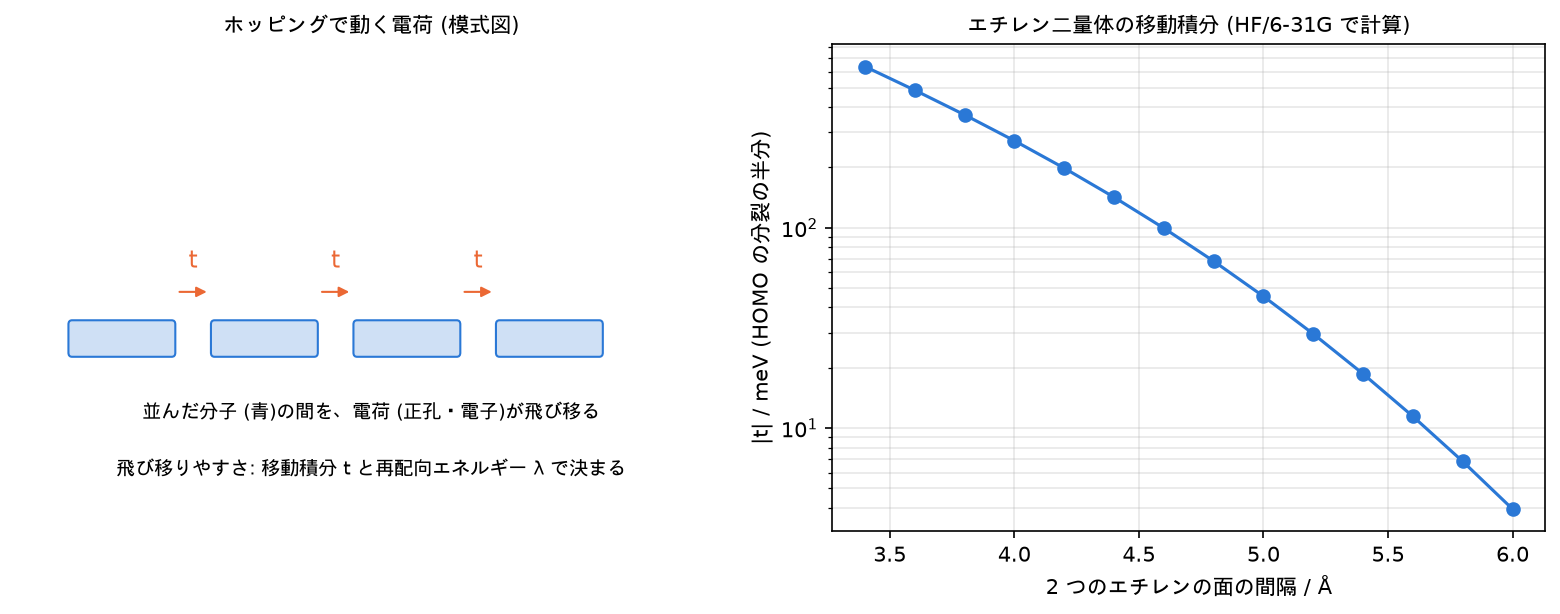 ホッピングで動く電荷 (模式図)
t
t
t
並んだ分子 (青)の間を、電荷 (正孔・電子)が飛び移る
飛び移りやすさ: 移動積分 t と再配向エネルギー λ で決まる
エチレン二量体の移動積分 (HF/6-31G で計算)
|t| / meV (HOMO の分裂の半分)
10²
10¹
3.5
4.0
4.5
5.0
5.5
6.0
2 つのエチレンの面の間隔 / Å